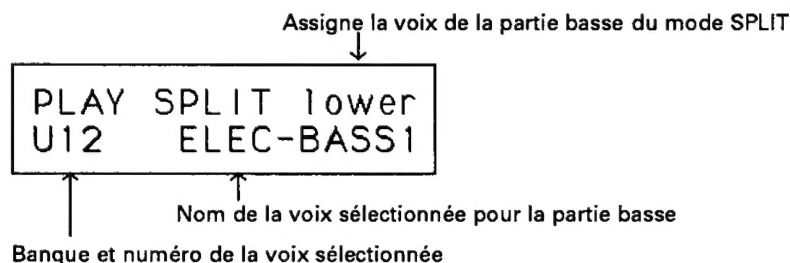 Assigne la voix de la partie basse du mode SPLIT
PLAY SPLIT lower
U12 ELEC-BASS1
Nom de la voix sélectionnée pour la partie basse
Banque et numéro de la voix sélectionnée